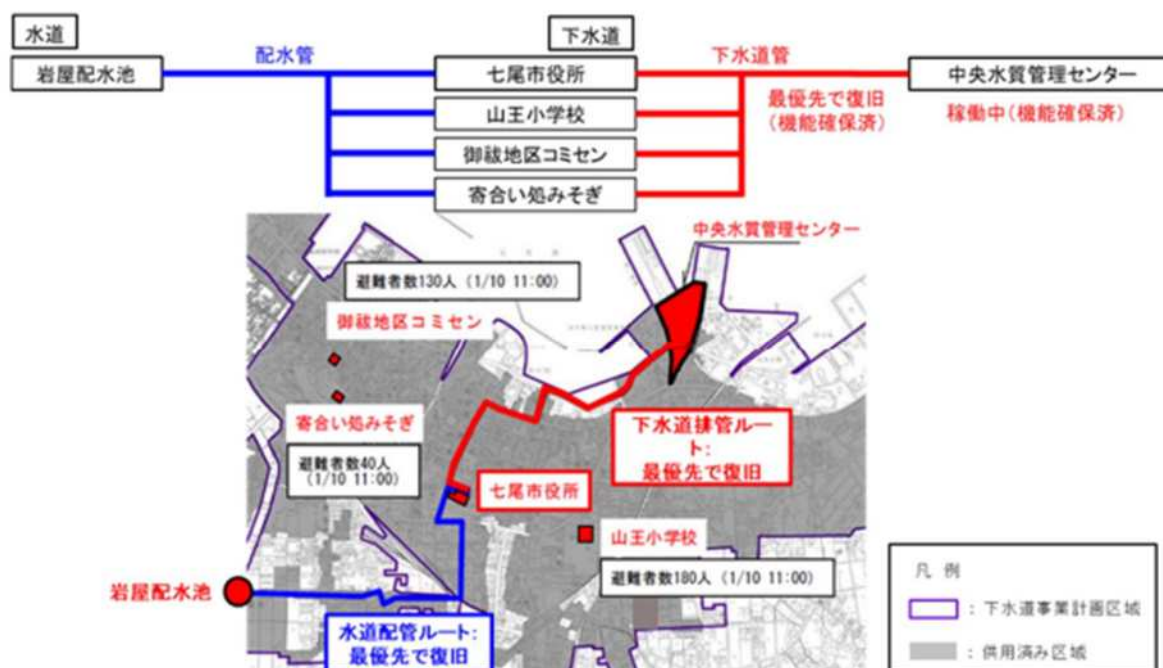 水道
下水道
岩屋配水池
配水管
七尾市役所
下水道管
中央水質管理センター
山王小学校
最優先で復旧
(機能確保済)
稼働中(機能確保済)
御祓地区コミセン
寄合い処みそぎ
中央水質管理センター
避難者数130人 (1/10 11:00)
御祓地区コミセン
寄合い処みそぎ
避難者数40人
(1/10 11:00)
下水道排管ルー
ト:
最優先で復旧
七尾市役所
山王小学校
避難者数180人 (1/10 11:00)
岩屋配水池
水道配管ルート:
最優先で復旧
凡 例
: 下水道事業計画区域
: 供用済み区域